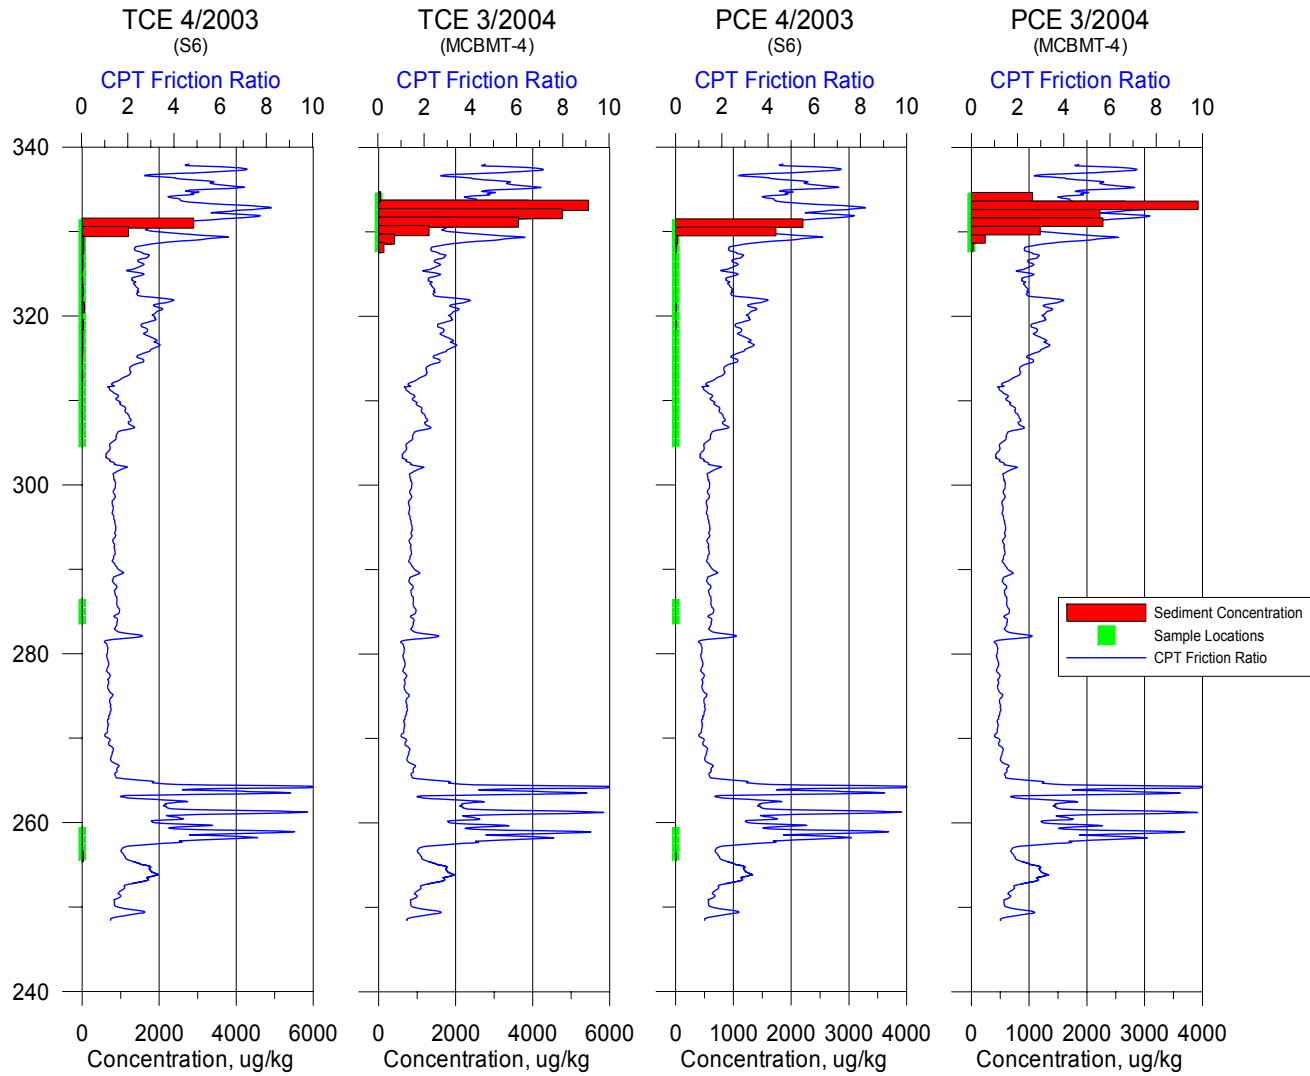 TCE 4/2003 TCE 3/2004 PCE 4/2003 PCE 3/2004
(S6) (MCBMT-4) (S6) (MCBMT-4)
CPT Friction Ratio CPT Friction Ratio CPT Friction Ratio CPT Friction Ratio
0 2 4 6 8 10 0 2 4 6 8 10 0 2 4 6 8 10 0 2 4 6 8 10
340
320
300
280
260
240
Sediment Concentration
Sample Locations
CPT Friction Ratio
0 2000 4000 6000 0 2000 4000 6000 0 1000 2000 3000 4000 0 1000 2000 3000 4000
Concentration, ug/kg Concentration, ug/kg Concentration, ug/kg Concentration, ug/kg